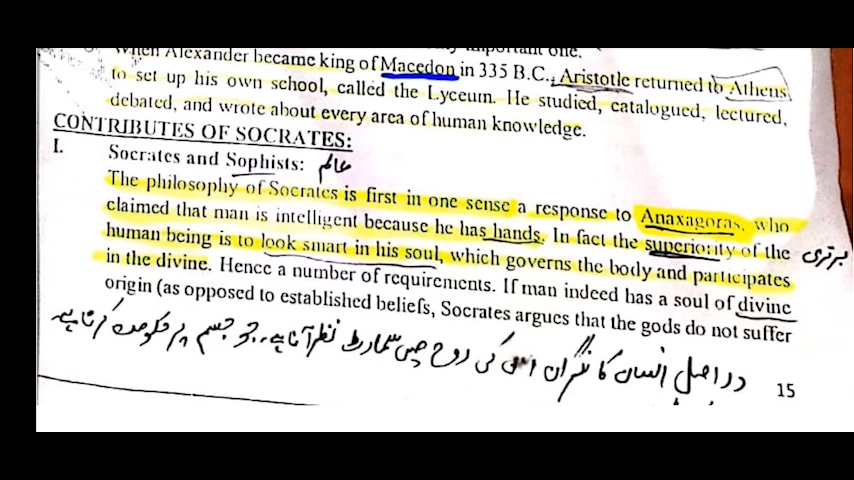 important one.
When Alexander became king of Macedon in 335 B.C., Aristotle returned to Athens
to set up his own school, called the Lyceum. He studied, catalogued, lectured,
debated, and wrote about every area of human knowledge.
CONTRIBUTES OF SOCRATES:
I. Socrates and Sophists: عالم
The philosophy of Socrates is first in one sense a response to Anaxagoras, who
claimed that man is intelligent because he has hands. In fact the superiority of the برتری
human being is to look smart in his soul, which governs the body and participates
in the divine. Hence a number of requirements. If man indeed has a soul of divine
origin (as opposed to established beliefs, Socrates argues that the gods do not suffer
در اصل انسان کا نگران اس کی روح میں سمارٹ نظر آنا ہے، جو جسم پر حکومت کرتا ہے
15